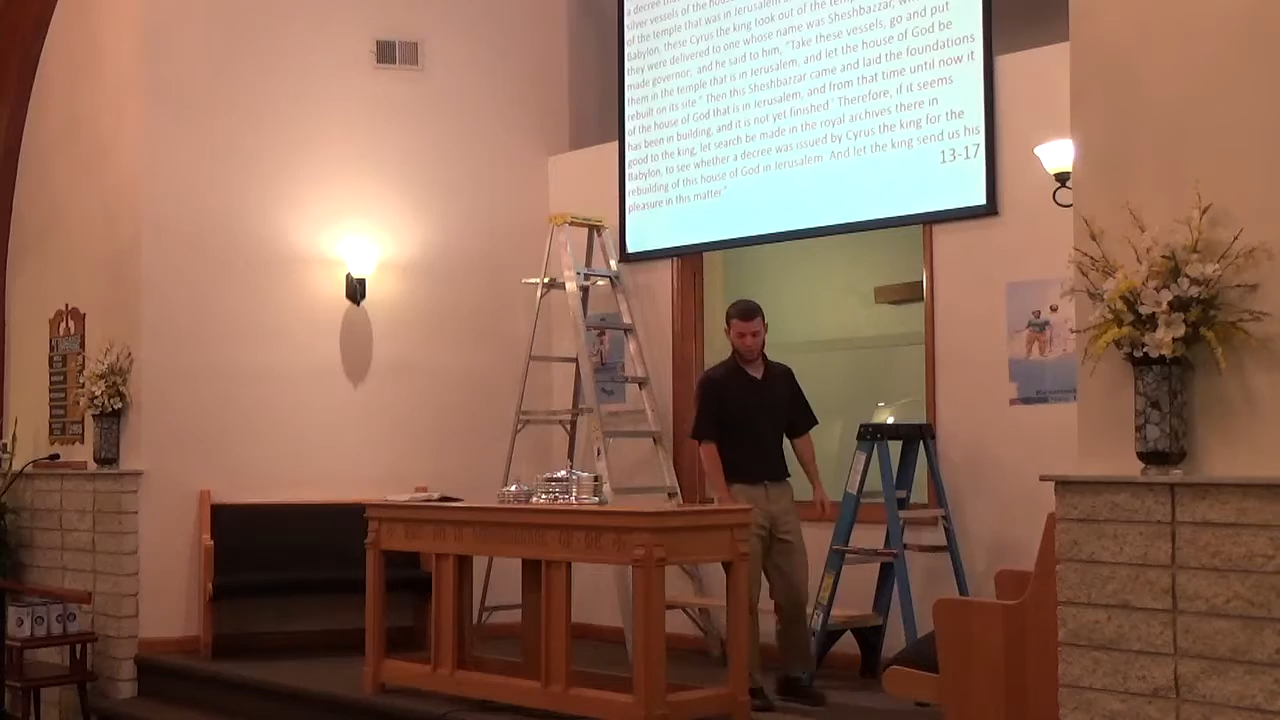 a decree that
silver vessels of the house
of the temple that was in Jerusalem
Babylon, these Cyrus the king took out of the
they were delivered to one whose name was Sheshbazzar,
made governor; and he said to him, "Take these vessels, go and put
them in the temple that is in Jerusalem, and let the house of God be
rebuilt on its site." Then this Sheshbazzar came and laid the foundations
of the house of God that is in Jerusalem, and from that time until now it
has been in building, and it is not yet finished.' Therefore, if it seems
good to the king, let search be made in the royal archives there in
Babylon, to see whether a decree was issued by Cyrus the king for the
rebuilding of this house of God in Jerusalem. And let the king send us his
pleasure in this matter."
13-17